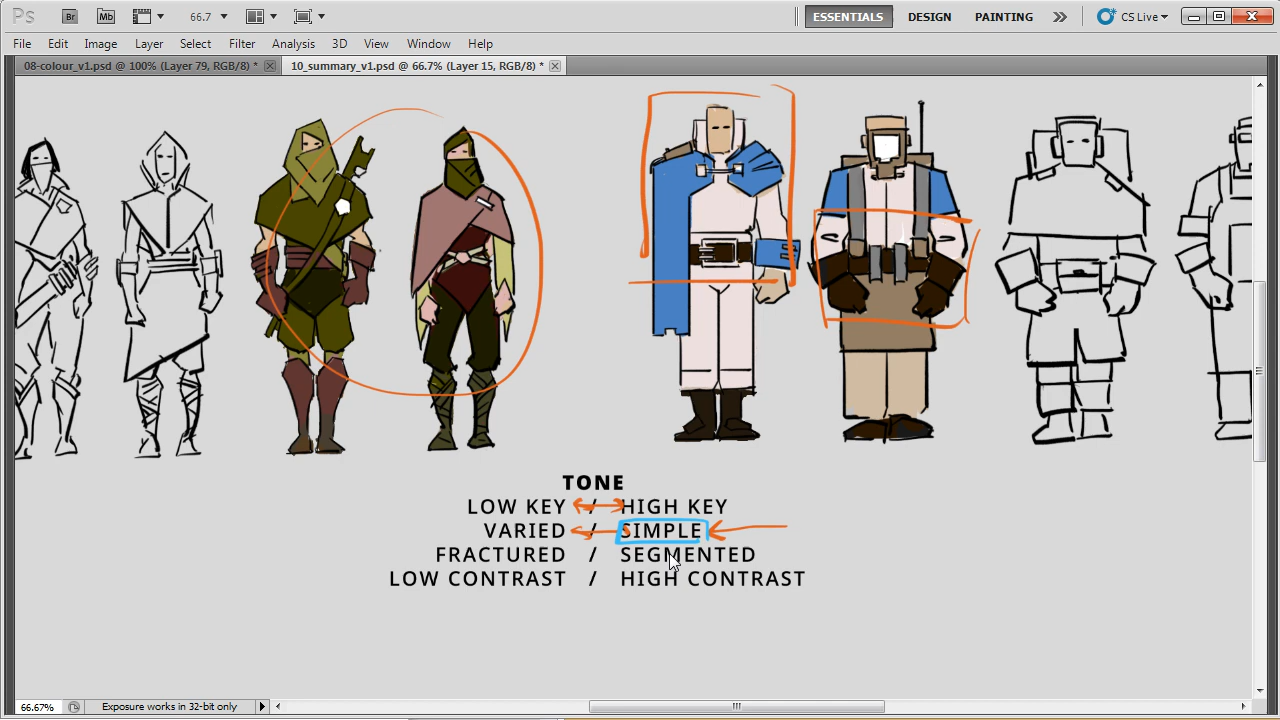 Ps Br Mb 66.7 ESSENTIALS DESIGN PAINTING CS Live
File Edit Image Layer Select Filter Analysis 3D View Window Help
08-colour_v1.psd @ 100% (Layer 79, RGB/8) * 10_summary_v1.psd @ 66.7% (Layer 15, RGB/8) *
TONE
LOW KEY / HIGH KEY
VARIED / SIMPLE
FRACTURED / SEGMENTED
LOW CONTRAST / HIGH CONTRAST
66.67% Exposure works in 32-bit only